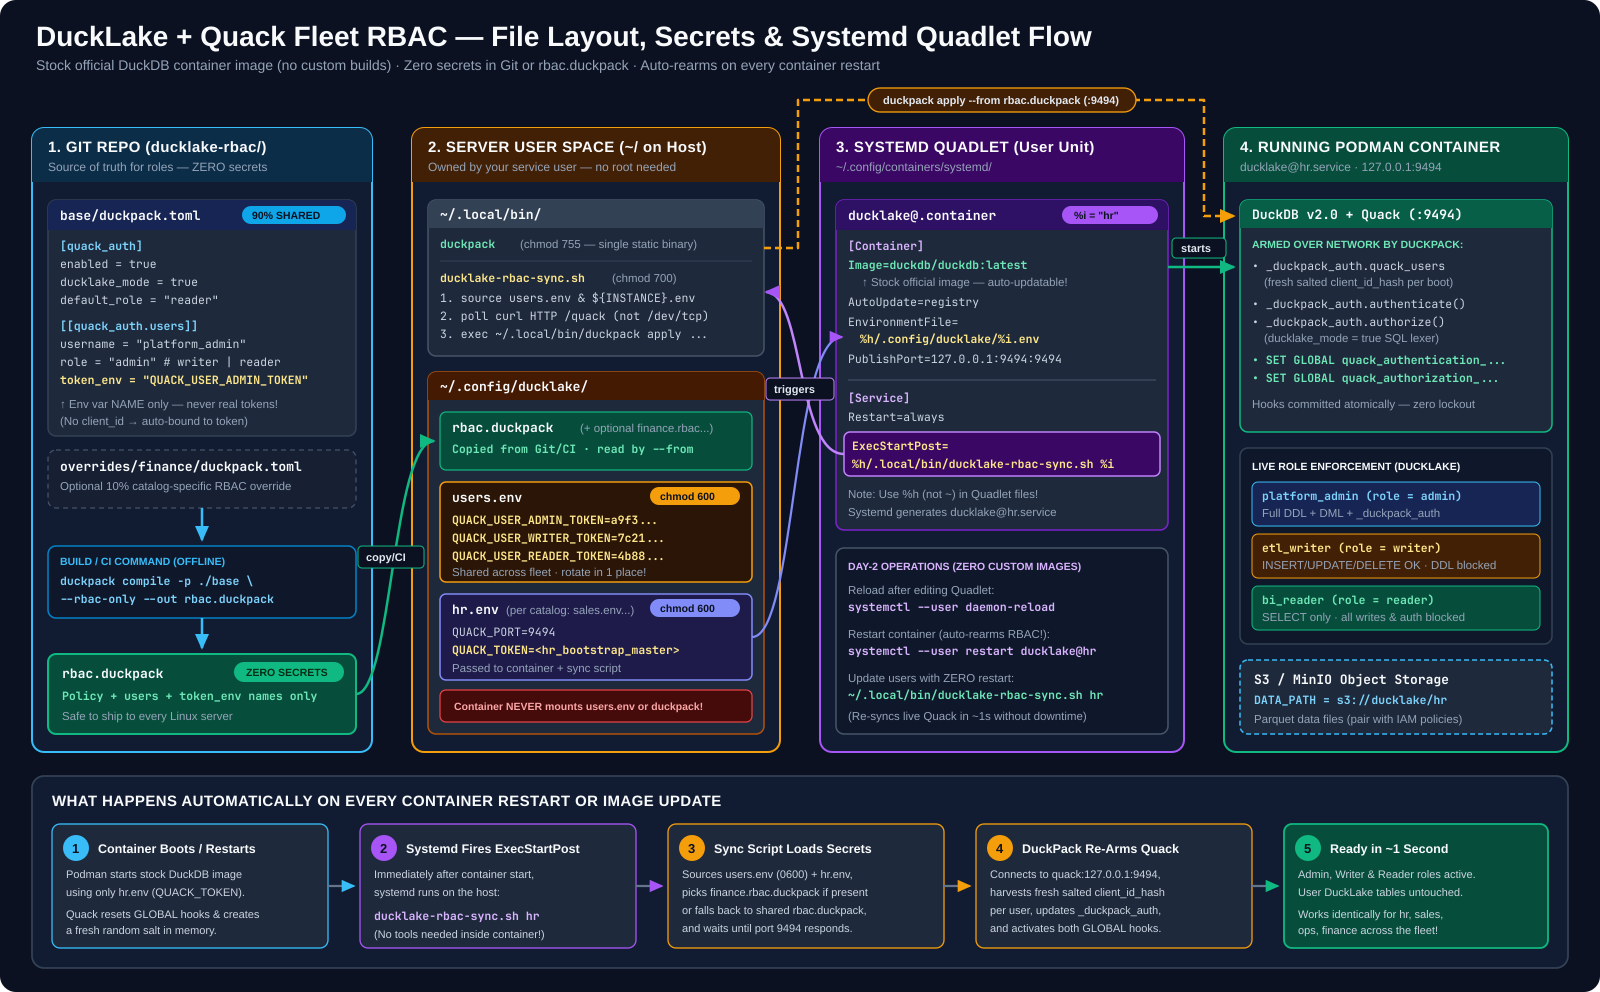 DuckLake + Quack Fleet RBAC — File Layout, Secrets & Systemd Quadlet Flow
Stock official DuckDB container image (no custom builds) · Zero secrets in Git or rbac.duckpack · Auto-rearms on every container restart
duckpack apply --from rbac.duckpack (:9494)
1. GIT REPO (ducklake-rbac/)
Source of truth for roles — ZERO secrets
base/duckpack.toml
90% SHARED
[quack_auth]
enabled = true
ducklake_mode = true
default_role = "reader"
[[quack_auth.users]]
username = "platform_admin"
role = "admin" # writer | reader
token_env = "QUACK_USER_ADMIN_TOKEN"
↑ Env var NAME only — never real tokens!
(No client_id → auto-bound to token)
overrides/finance/duckpack.toml
Optional 10% catalog-specific RBAC override
BUILD / CI COMMAND (OFFLINE)
duckpack compile -p ./base \
--rbac-only --out rbac.duckpack
rbac.duckpack
ZERO SECRETS
Policy + users + token_env names only
Safe to ship to every Linux server
copy/CI
2. SERVER USER SPACE (~/ on Host)
Owned by your service user — no root needed
~/.local/bin/
duckpack (chmod 755 — single static binary)
ducklake-rbac-sync.sh (chmod 700)
1. source users.env & ${INSTANCE}.env
2. poll curl HTTP /quack (not /dev/tcp)
3. exec ~/.local/bin/duckpack apply ...
~/.config/ducklake/
rbac.duckpack (+ optional finance.rbac...)
Copied from Git/CI · read by --from
users.env
chmod 600
QUACK_USER_ADMIN_TOKEN=a9f3...
QUACK_USER_WRITER_TOKEN=7c21...
QUACK_USER_READER_TOKEN=4b88...
Shared across fleet · rotate in 1 place!
hr.env (per catalog: sales.env...)
chmod 600
QUACK_PORT=9494
QUACK_TOKEN=<hr_bootstrap_master>
Passed to container + sync script
Container NEVER mounts users.env or duckpack!
triggers
3. SYSTEMD QUADLET (User Unit)
~/.config/containers/systemd/
ducklake@.container
%i = "hr"
[Container]
Image=duckdb/duckdb:latest
↑ Stock official image — auto-updatable!
AutoUpdate=registry
EnvironmentFile=
%h/.config/ducklake/%i.env
PublishPort=127.0.0.1:9494:9494
[Service]
Restart=always
ExecStartPost=
%h/.local/bin/ducklake-rbac-sync.sh %i
Note: Use %h (not ~) in Quadlet files!
Systemd generates ducklake@hr.service
DAY-2 OPERATIONS (ZERO CUSTOM IMAGES)
Reload after editing Quadlet:
systemctl --user daemon-reload
Restart container (auto-rearms RBAC!):
systemctl --user restart ducklake@hr
Update users with ZERO restart:
~/.local/bin/ducklake-rbac-sync.sh hr
(Re-syncs live Quack in ~1s without downtime)
starts
4. RUNNING PODMAN CONTAINER
ducklake@hr.service · 127.0.0.1:9494
DuckDB v2.0 + Quack (:9494)
ARMED OVER NETWORK BY DUCKPACK:
• _duckpack_auth.quack_users
(fresh salted client_id_hash per boot)
• _duckpack_auth.authenticate()
• _duckpack_auth.authorize()
(ducklake_mode = true SQL lexer)
• SET GLOBAL quack_authentication_...
• SET GLOBAL quack_authorization_...
Hooks committed atomically — zero lockout
LIVE ROLE ENFORCEMENT (DUCKLAKE)
platform_admin (role = admin)
Full DDL + DML + _duckpack_auth
etl_writer (role = writer)
INSERT/UPDATE/DELETE OK · DDL blocked
bi_reader (role = reader)
SELECT only · all writes & auth blocked
S3 / MinIO Object Storage
DATA_PATH = s3://ducklake/hr
Parquet data files (pair with IAM policies)
WHAT HAPPENS AUTOMATICALLY ON EVERY CONTAINER RESTART OR IMAGE UPDATE
1 Container Boots / Restarts
Podman starts stock DuckDB image
using only hr.env (QUACK_TOKEN).
Quack resets GLOBAL hooks & creates
a fresh random salt in memory.
2 Systemd Fires ExecStartPost
Immediately after container start,
systemd runs on the host:
ducklake-rbac-sync.sh hr
(No tools needed inside container!)
3 Sync Script Loads Secrets
Sources users.env (0600) + hr.env,
picks finance.rbac.duckpack if present
or falls back to shared rbac.duckpack,
and waits until port 9494 responds.
4 DuckPack Re-Arms Quack
Connects to quack:127.0.0.1:9494,
harvests fresh salted client_id_hash
per user, updates _duckpack_auth,
and activates both GLOBAL hooks.
5 Ready in ~1 Second
Admin, Writer & Reader roles active.
User DuckLake tables untouched.
Works identically for hr, sales,
ops, finance across the fleet!